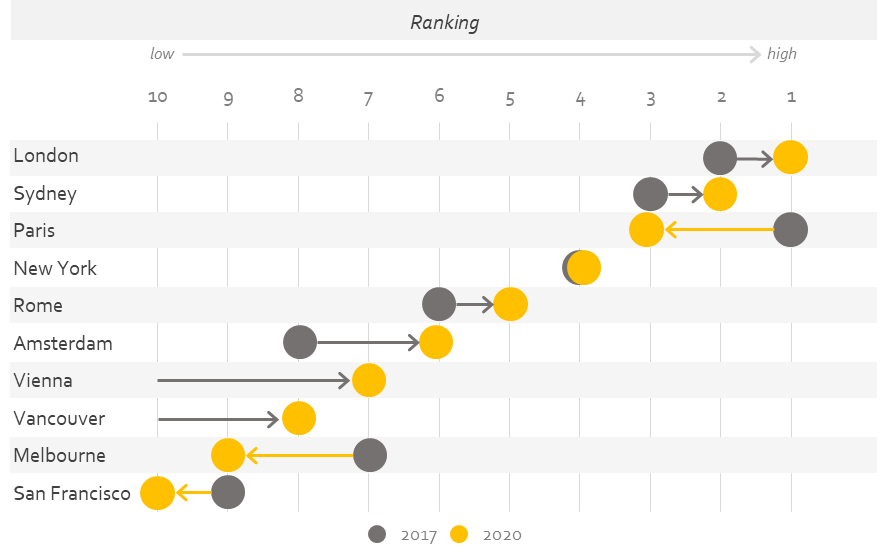 Ranking
low high
10 9 8 7 6 5 4 3 2 1
London
Sydney
Paris
New York
Rome
Amsterdam
Vienna
Vancouver
Melbourne
San Francisco
2017 2020